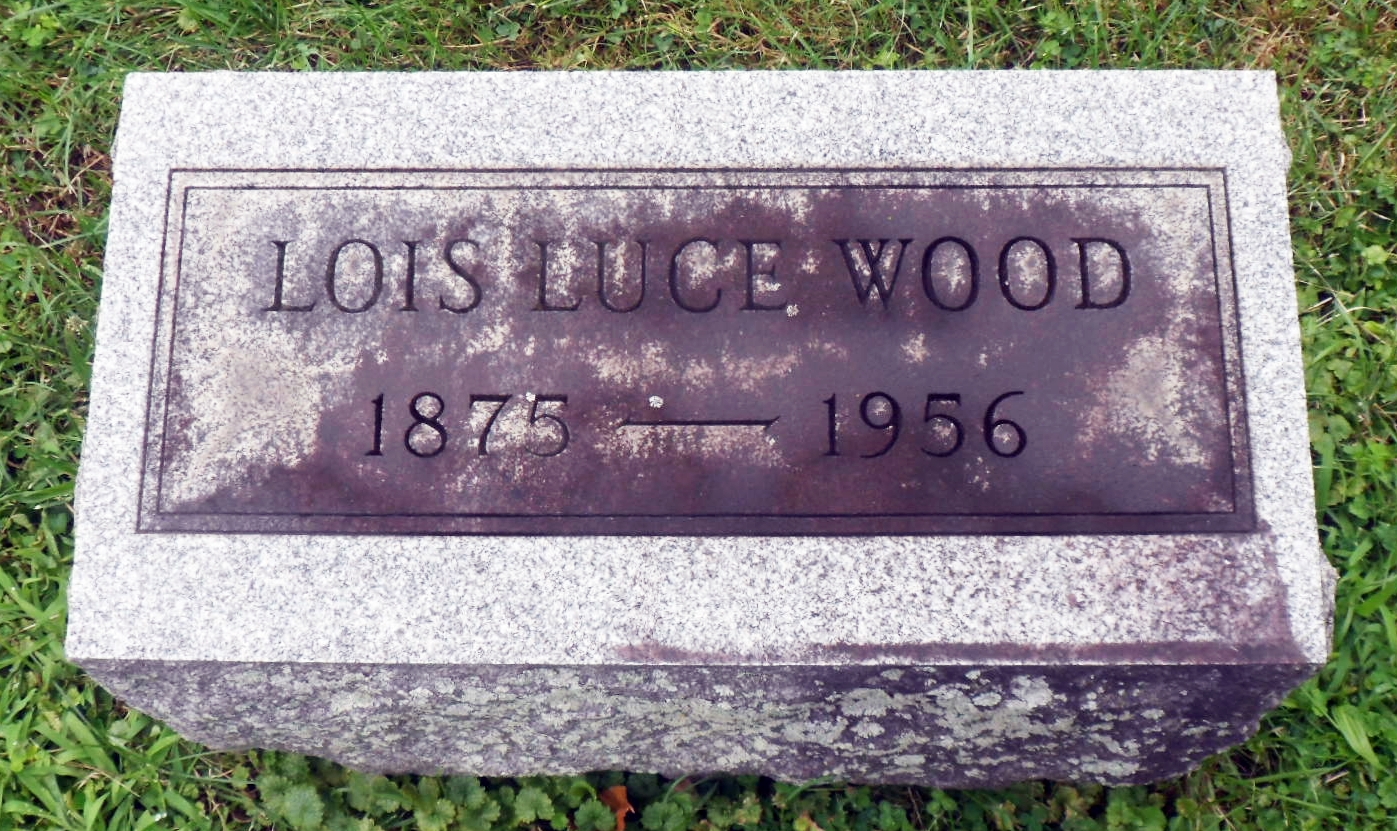 LOIS LUCE WOOD
1875 — 1956